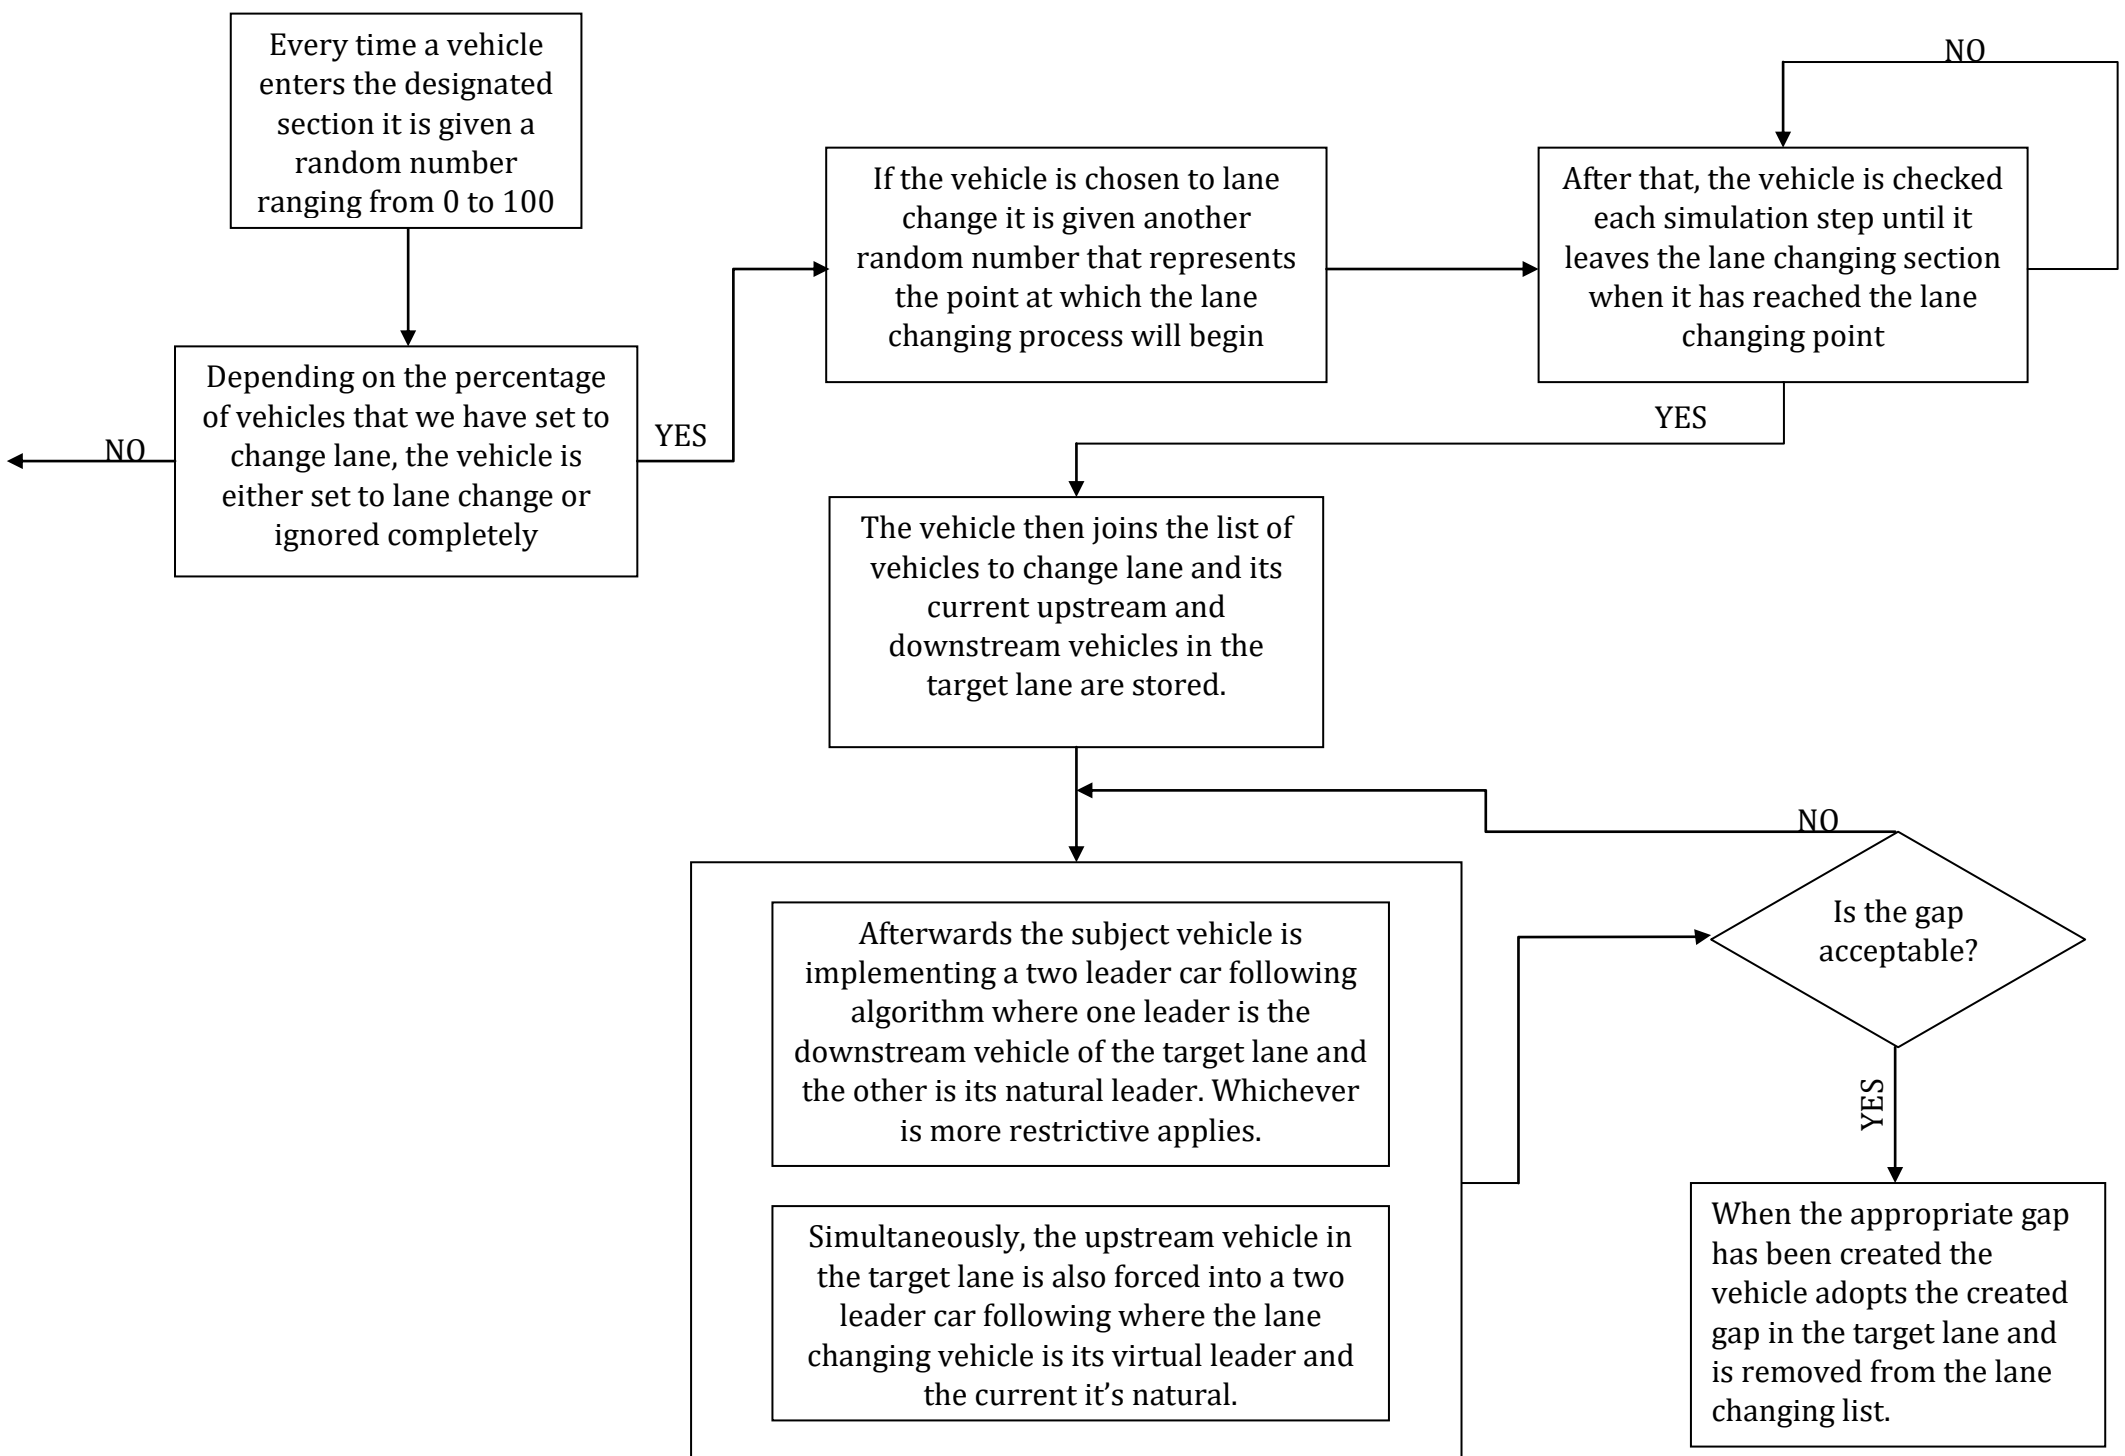 Every time a vehicle
enters the designated
section it is given a
random number
ranging from 0 to 100
Depending on the percentage
of vehicles that we have set to
change lane, the vehicle is
either set to lane change or
ignored completely
NO
YES
If the vehicle is chosen to lane
change it is given another
random number that represents
the point at which the lane
changing process will begin
After that, the vehicle is checked
each simulation step until it
leaves the lane changing section
when it has reached the lane
changing point
NO
YES
The vehicle then joins the list of
vehicles to change lane and its
current upstream and
downstream vehicles in the
target lane are stored.
Afterwards the subject vehicle is
implementing a two leader car following
algorithm where one leader is the
downstream vehicle of the target lane and
the other is its natural leader. Whichever
is more restrictive applies.
Simultaneously, the upstream vehicle in
the target lane is also forced into a two
leader car following where the lane
changing vehicle is its virtual leader and
the current it’s natural.
Is the gap
acceptable?
NO
YES
When the appropriate gap
has been created the
vehicle adopts the created
gap in the target lane and
is removed from the lane
changing list.